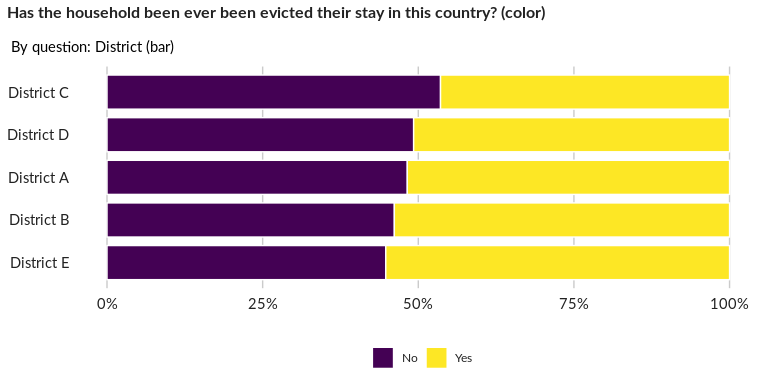 Has the household been ever been evicted their stay in this country? (color)
By question: District (bar)
District C
District D
District A
District B
District E
0% 25% 50% 75% 100%
No Yes